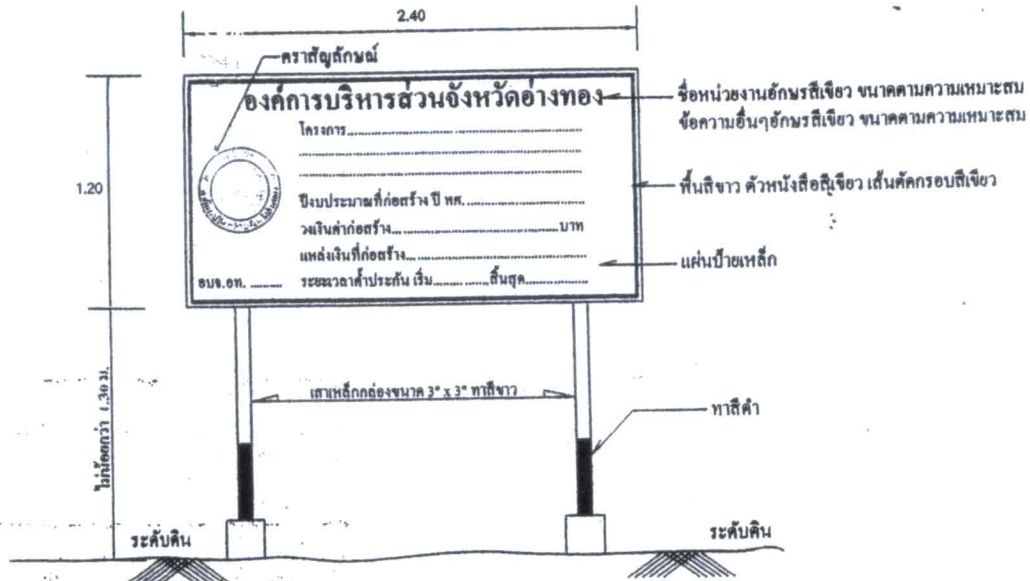 2.40
ตราสัญลักษณ์
องค์การบริหารส่วนจังหวัดอ่างทอง
ชื่อหน่วยงานอักษรสีเขียว ขนาดตามความเหมาะสม
ข้อความอื่นๆอักษรสีเขียว ขนาดตามความเหมาะสม
โครงการ........................................................
........................................................
........................................................
1.20
พื้นสีขาว ตัวหนังสือสีเขียว เส้นตัดกรอบสีเขียว
ปีงบประมาณที่ก่อสร้าง ปี พศ..............................
วงเงินค่าก่อสร้าง..........................................บาท
แหล่งเงินที่ก่อสร้าง.............................................
แผ่นป้ายเหล็ก
อบจ.อท. ........
ระยะเวลาค้ำประกัน เริ่ม..............สิ้นสุด................
เสาเหล็กกล่องขนาด 3" x 3" ทาสีขาว
ไม่น้อยกว่า 1.30 ม.
ทาสีดำ
ระดับดิน
ระดับดิน